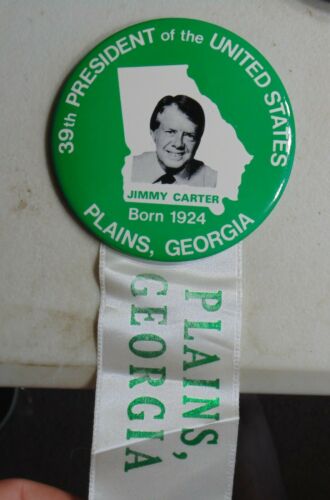 39th PRESIDENT of the UNITED STATES
JIMMY CARTER
Born 1924
PLAINS, GEORGIA
PLAINS,
GEORGIA